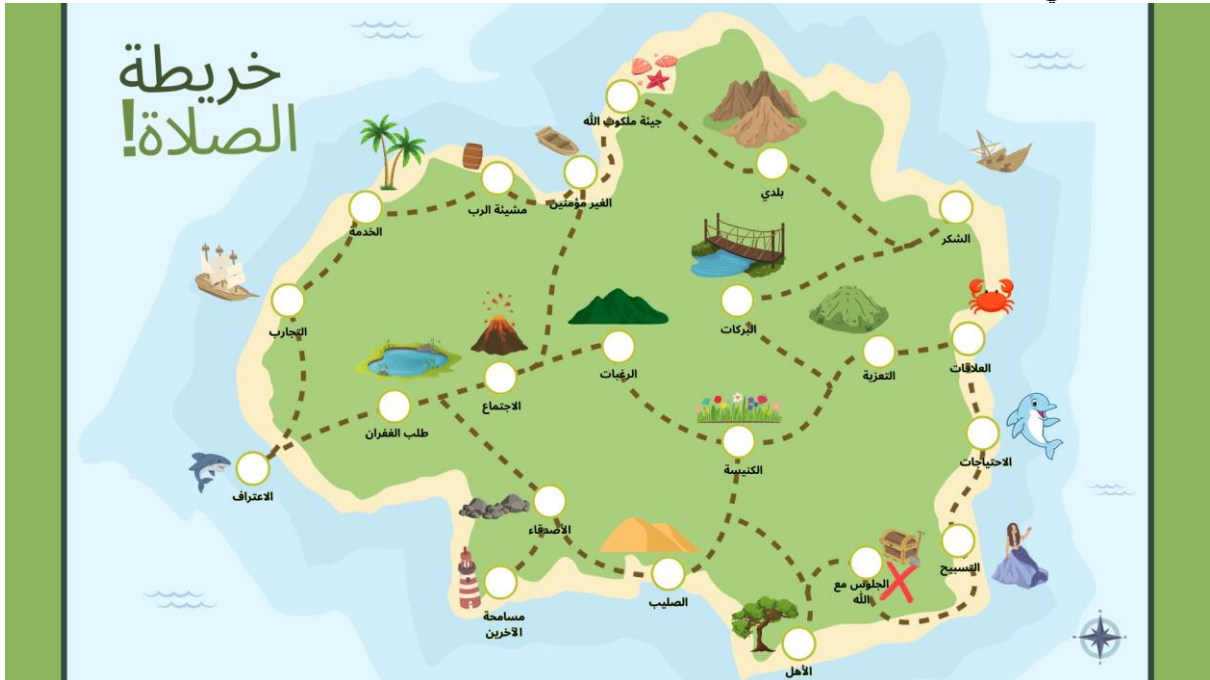 خريطة
الصلاة!
جيئة ملكوت الله
بلدي
الغير مؤمنين
مشيئة الرب
الخدمة
الشكر
التجارب
البركات
الرغبات
التعزية
العلاقات
الاجتماع
طلب الغفران
الكنيسة
الاحتياجات
الاعتراف
الأصدقاء
التسبيح
الجلوس مع
الله
الصليب
مسامحة
الآخرين
الأهل